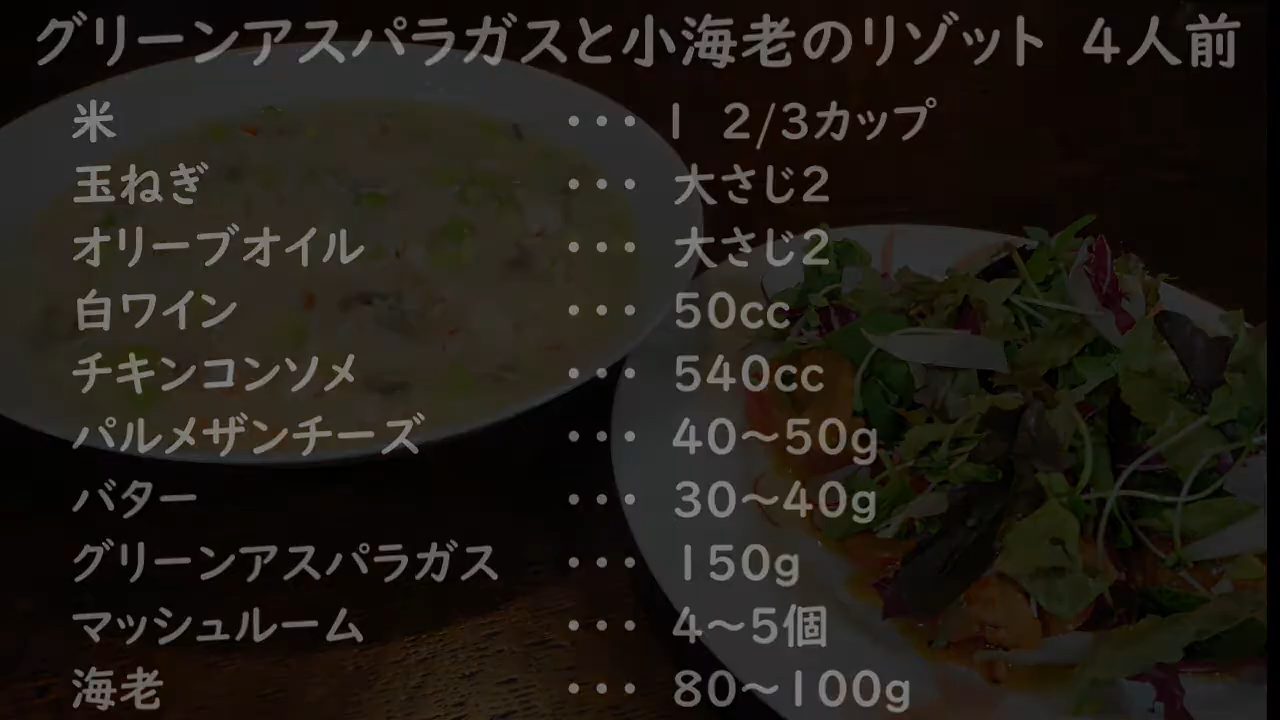 グリーンアスパラガスと小海老のリゾット 4人前
米 ・・・ 1 2/3カップ
玉ねぎ ・・・ 大さじ2
オリーブオイル ・・・ 大さじ2
白ワイン ・・・ 50cc
チキンコンソメ ・・・ 540cc
パルメザンチーズ ・・・ 40〜50g
バター ・・・ 30〜40g
グリーンアスパラガス ・・・ 150g
マッシュルーム ・・・ 4〜5個
海老 ・・・ 80〜100g